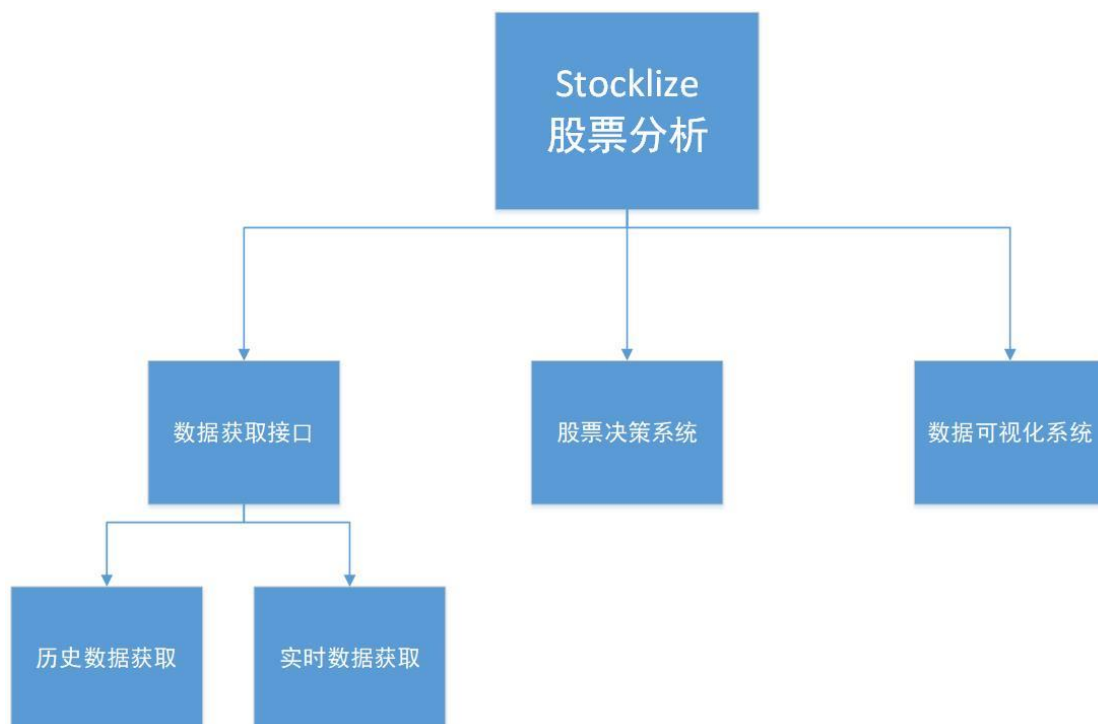 Stocklize
股票分析
数据获取接口
股票决策系统
数据可视化系统
历史数据获取
实时数据获取